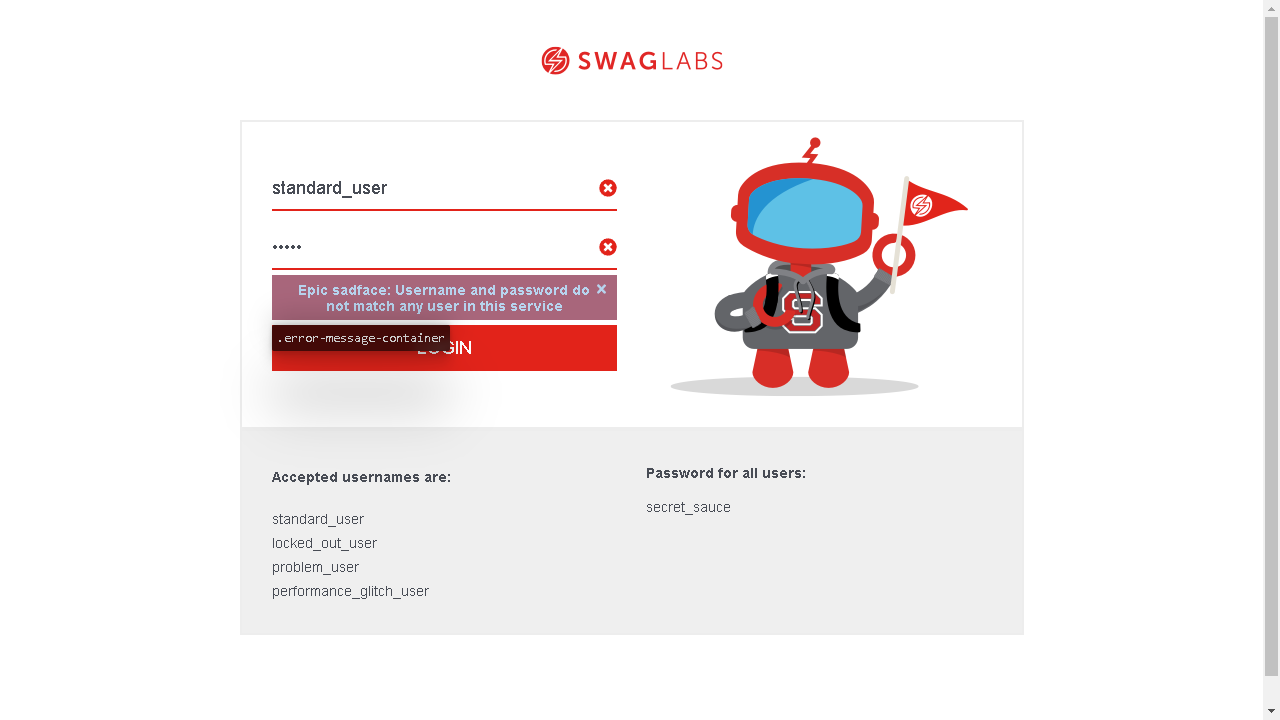 SWAGLABS
standard_user
•••••
Epic sadface: Username and password do
not match any user in this service
.error-message-container
LOGIN
S
Accepted usernames are:
standard_user
locked_out_user
problem_user
performance_glitch_user
Password for all users:
secret_sauce